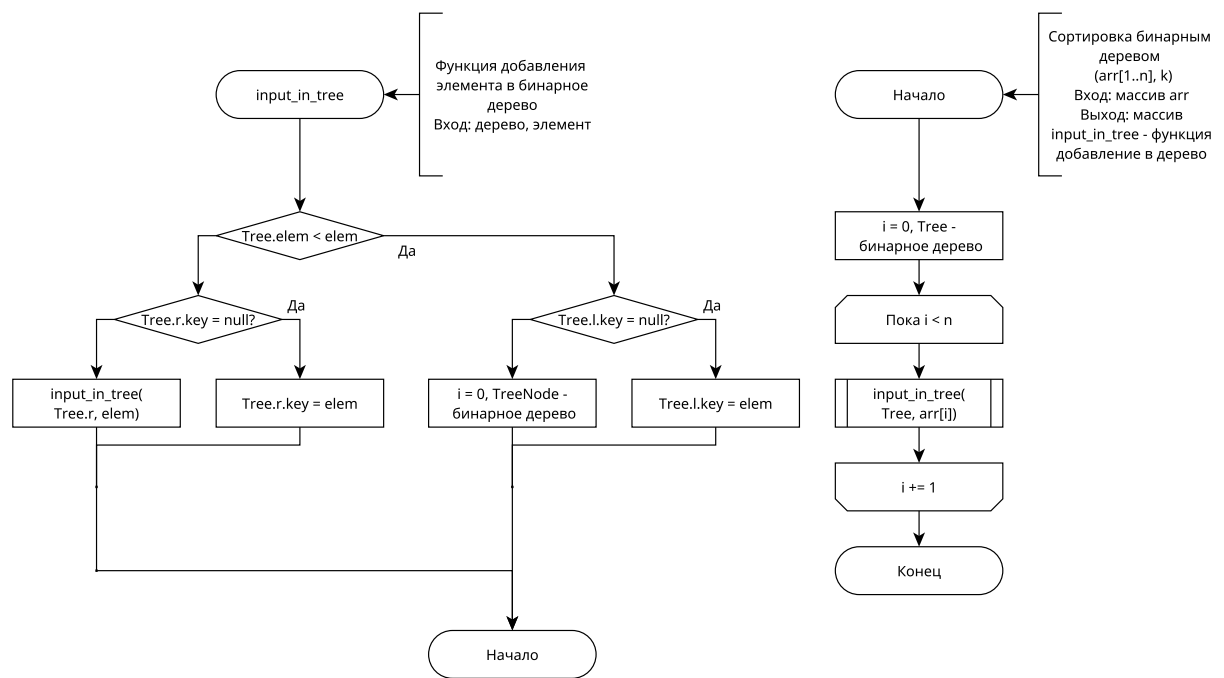 input_in_tree
Функция добавления
элемента в бинарное
дерево
Вход: дерево, элемент
Tree.elem < elem
Да
Tree.r.key = null?
Да
Tree.l.key = null?
Да
input_in_tree(
Tree.r, elem)
Tree.r.key = elem
i = 0, TreeNode -
бинарное дерево
Tree.l.key = elem
Начало
Начало
Сортировка бинарным
деревом
(arr[1..n], k)
Вход: массив arr
Выход: массив
input_in_tree - функция
добавление в дерево
i = 0, Tree -
бинарное дерево
Пока i < n
input_in_tree(
Tree, arr[i])
i += 1
Конец